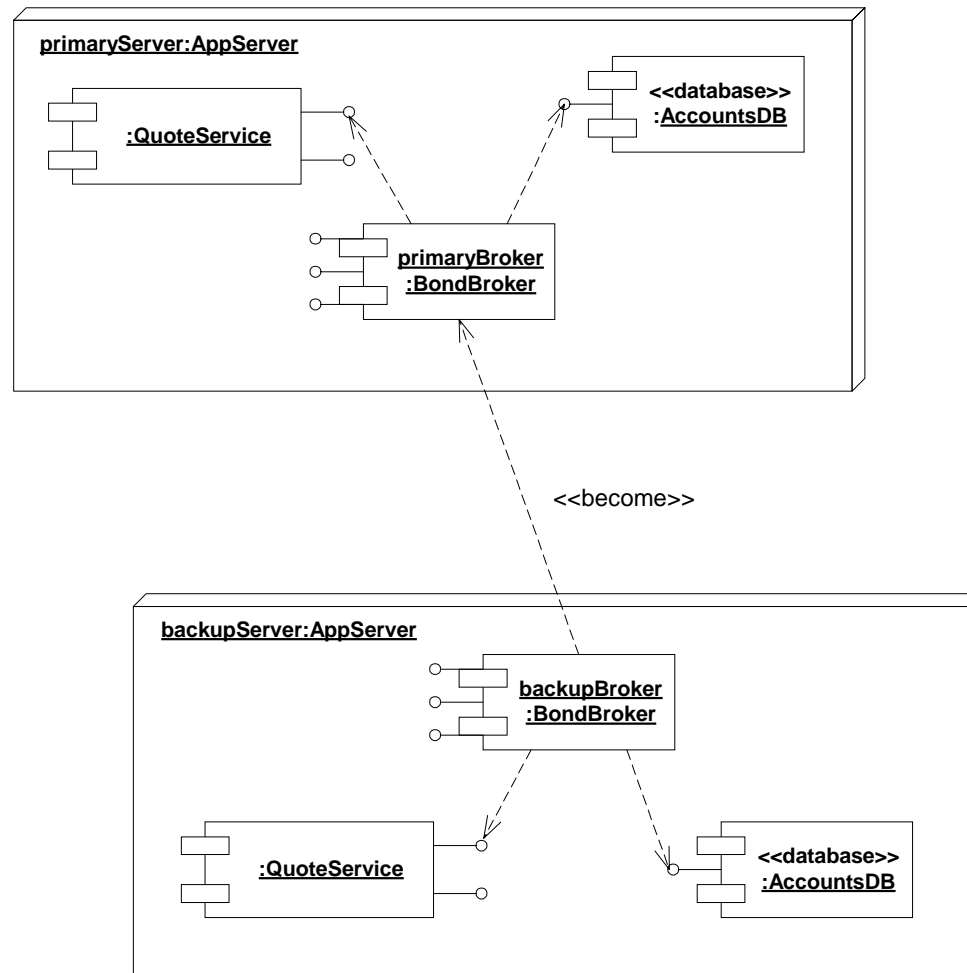 primaryServer:AppServer
:QuoteService
<<database>>
:AccountsDB
primaryBroker
:BondBroker
<<become>>
backupServer:AppServer
backupBroker
:BondBroker
:QuoteService
<<database>>
:AccountsDB